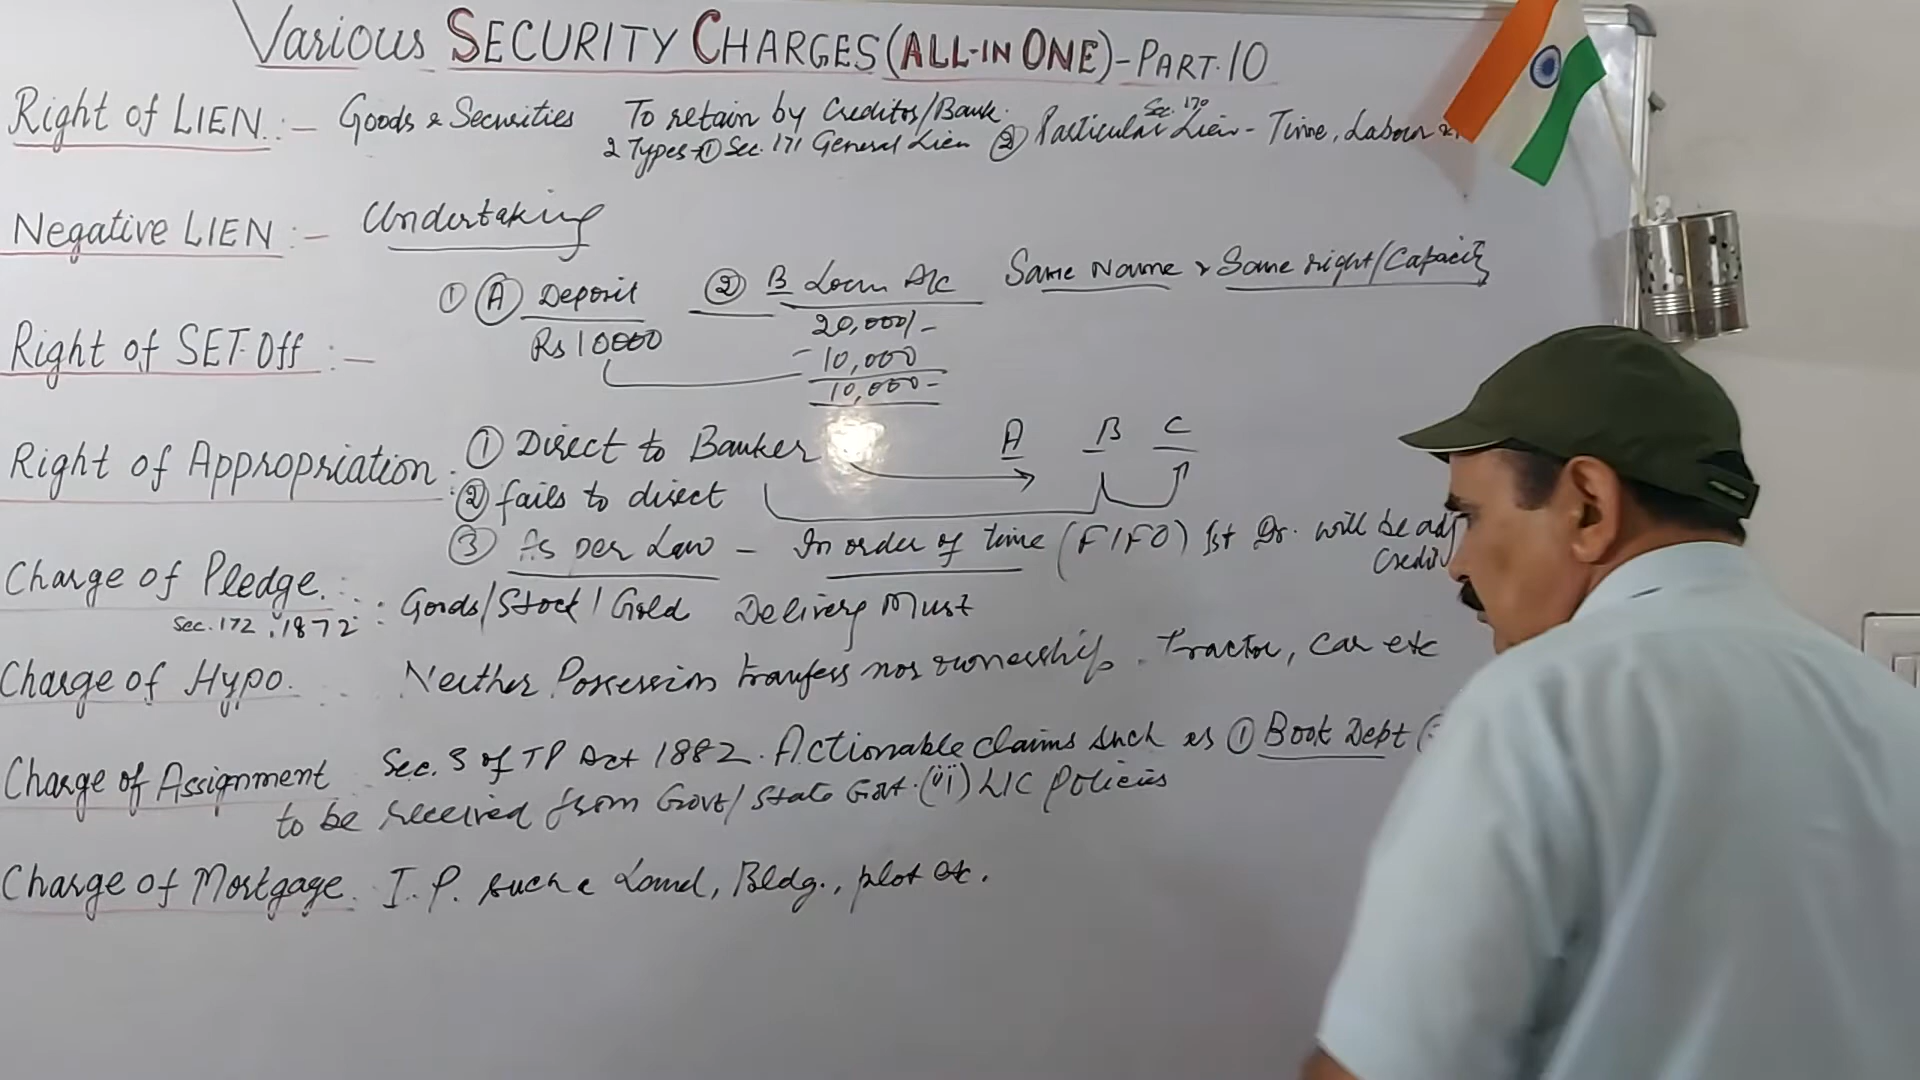 Various SECURITY CHARGES (ALL-IN ONE) - PART-10
Right of LIEN :- Goods & Securities To retain by Creditors/Bank.
2 Types → ① Sec. 171 General Lien ② Particular Lien - Time, Labour &
Sec. 170
Negative LIEN :- Undertaking
① Ⓐ Deposit ② B Loan A/c Same Name & Same right/Capacity
Rs 10000 20,000/-
Right of SET-Off :- - 10,000
10,000 -
Right of Appropriation : ① Direct to Banker A B C
② fails to direct
③ As per Law - In order of time (FIFO) 1st Dr. will be adj
Credit
Charge of Pledge. : Goods/Stock/Gold Delivery Must
Sec. 172, 1872
Charge of Hypo. Neither Possession transfers nor ownership. Tractor, Car etc
Charge of Assignment Sec. 3 of TP Act 1882. Actionable claims such as ① Book Dept
to be received from Govt/State Govt. (iii) LIC Policies
Charge of Mortgage. I.P. such Land, Bldg., plot etc.